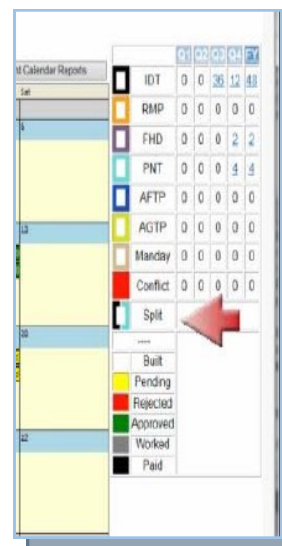 Q1 Q2 Q3 Q4 FY
nt Calendar Reports
IDT 0 0 36 12 48
Sat
RMP 0 0 0 0 0
FHD 0 0 0 2 2
PNT 0 0 0 4 4
AFTP 0 0 0 0 0
AGTP 0 0 0 0 0
13
Manday 0 0 0 0 0
Conflict 0 0 0 0 0
Split
20
----
Built
Pending
Rejected
Approved
Worked
Paid